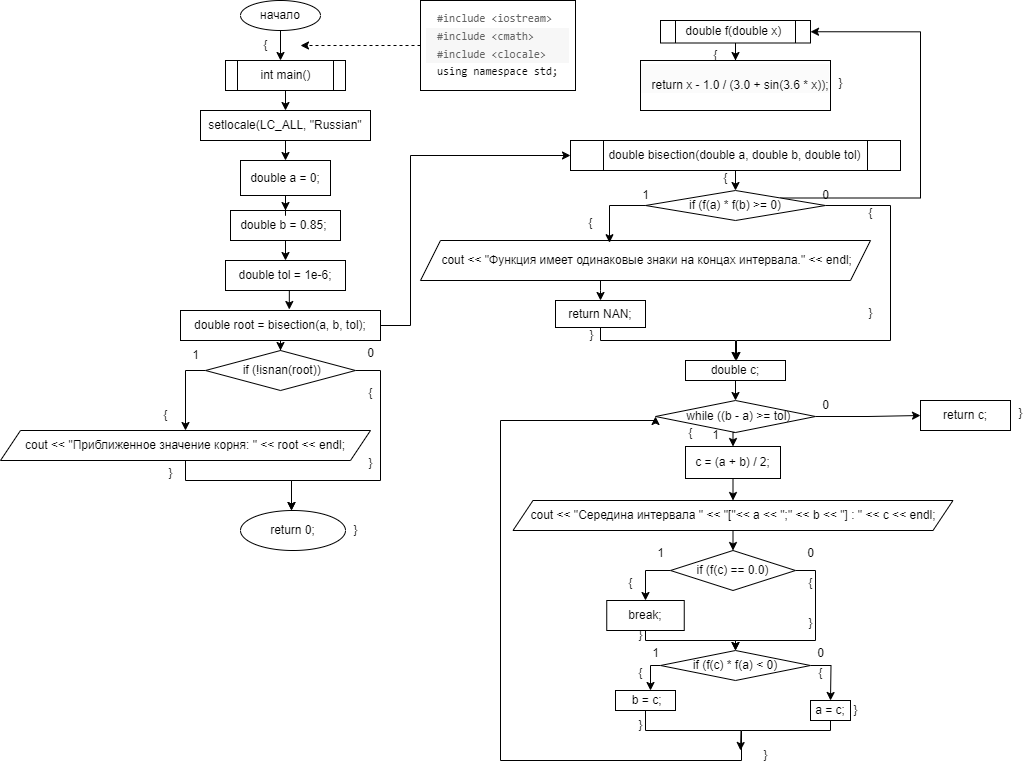 начало
{
#include <iostream>
#include <cmath>
#include <clocale>
using namespace std;
int main()
setlocale(LC_ALL, "Russian"
double a = 0;
double b = 0.85;
double tol = 1e-6;
double root = bisection(a, b, tol);
1
0
if (!isnan(root))
{
{
cout << "Приближенное значение корня: " << root << endl;
}
}
return 0;
}
double f(double x)
{
return x - 1.0 / (3.0 + sin(3.6 * x));
}
double bisection(double a, double b, double tol)
{
1
0
if (f(a) * f(b) >= 0)
{
{
cout << "Функция имеет одинаковые знаки на концах интервала." << endl;
return NAN;
}
}
double c;
while ((b - a) >= tol)
0
return c;
}
{
1
c = (a + b) / 2;
cout << "Середина интервала " << "["<< a << ";" << b << "] : " << c << endl;
1
0
if (f(c) == 0.0)
{
{
break;
}
}
1
0
if (f(c) * f(a) < 0)
{
{
b = c;
a = c;
}
}
}